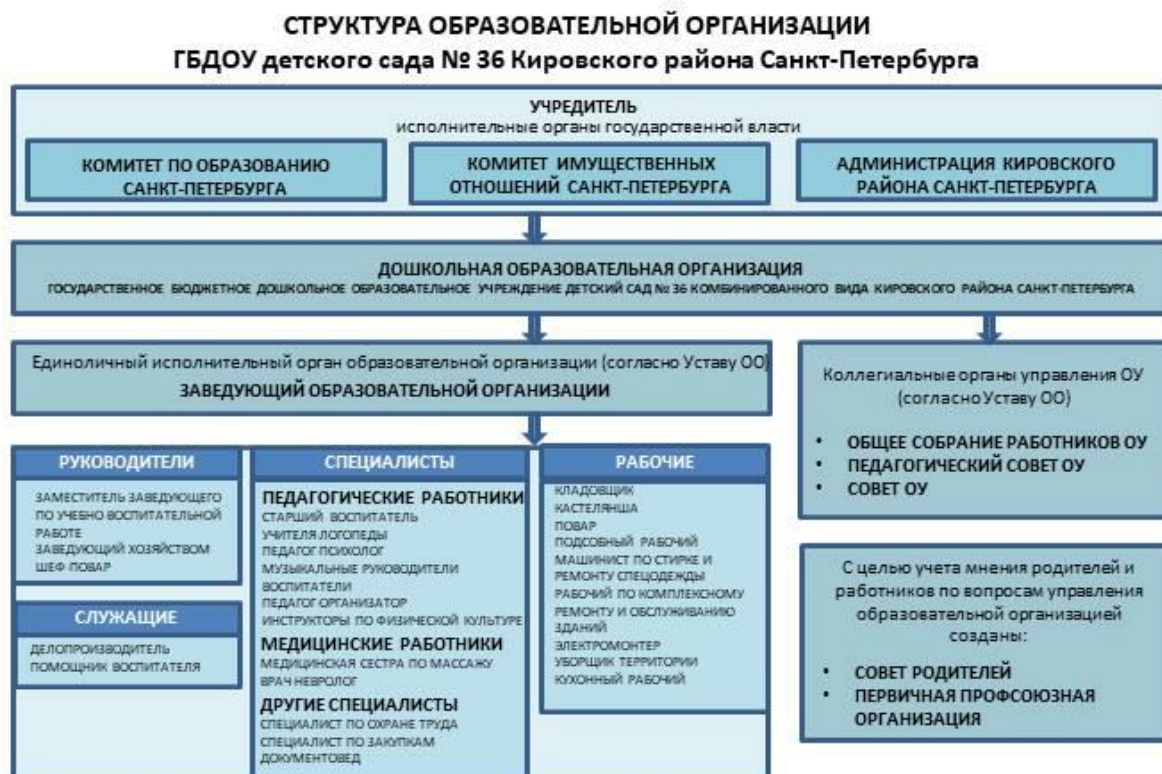 СТРУКТУРА ОБРАЗОВАТЕЛЬНОЙ ОРГАНИЗАЦИИ
ГБДОУ детского сада № 36 Кировского района Санкт-Петербурга
УЧРЕДИТЕЛЬ
исполнительные органы государственной власти
КОМИТЕТ ПО ОБРАЗОВАНИЮ
САНКТ-ПЕТЕРБУРГА
КОМИТЕТ ИМУЩЕСТВЕННЫХ
ОТНОШЕНИЙ САНКТ-ПЕТЕРБУРГА
АДМИНИСТРАЦИЯ КИРОВСКОГО
РАЙОНА САНКТ-ПЕТЕРБУРГА
ДОШКОЛЬНАЯ ОБРАЗОВАТЕЛЬНАЯ ОРГАНИЗАЦИЯ
ГОСУДАРСТВЕННОЕ БЮДЖЕТНОЕ ДОШКОЛЬНОЕ ОБРАЗОВАТЕЛЬНОЕ УЧРЕЖДЕНИЕ ДЕТСКИЙ САД № 36 КОМБИНИРОВАННОГО ВИДА КИРОВСКОГО РАЙОНА САНКТ-ПЕТЕРБУРГА
Единоличный исполнительный орган образовательной организации (согласно Уставу ОО)
ЗАВЕДУЮЩИЙ ОБРАЗОВАТЕЛЬНОЙ ОРГАНИЗАЦИИ
РУКОВОДИТЕЛИ
ЗАМЕСТИТЕЛЬ ЗАВЕДУЮЩЕГО
ПО УЧЕБНО ВОСПИТАТЕЛЬНОЙ
РАБОТЕ
ЗАВЕДУЮЩИЙ ХОЗЯЙСТВОМ
ШЕФ ПОВАР
СЛУЖАЩИЕ
ДЕЛОПРОИЗВОДИТЕЛЬ
ПОМОЩНИК ВОСПИТАТЕЛЯ
СПЕЦИАЛИСТЫ
ПЕДАГОГИЧЕСКИЕ РАБОТНИКИ
СТАРШИЙ ВОСПИТАТЕЛЬ
УЧИТЕЛЯ ЛОГОПЕДЫ
ПЕДАГОГ ПСИХОЛОГ
МУЗЫКАЛЬНЫЕ РУКОВОДИТЕЛИ
ВОСПИТАТЕЛИ
ПЕДАГОГ ОРГАНИЗАТОР
ИНСТРУКТОРЫ ПО ФИЗИЧЕСКОЙ КУЛЬТУРЕ
МЕДИЦИНСКИЕ РАБОТНИКИ
МЕДИЦИНСКАЯ СЕСТРА ПО МАССАЖУ
ВРАЧ НЕВРОЛОГ
ДРУГИЕ СПЕЦИАЛИСТЫ
СПЕЦИАЛИСТ ПО ОХРАНЕ ТРУДА
СПЕЦИАЛИСТ ПО ЗАКУПКАМ
ДОКУМЕНТОВЕД
РАБОЧИЕ
КЛАДОВЩИК
КАСТЕЛЯНША
ПОВАР
ПОДСОБНЫЙ РАБОЧИЙ
МАШИНИСТ ПО СТИРКЕ И
РЕМОНТУ СПЕЦОДЕЖДЫ
РАБОЧИЙ ПО КОМПЛЕКСНОМУ
РЕМОНТУ И ОБСЛУЖИВАНИЮ
ЗДАНИЙ
ЭЛЕКТРОМОНТЕР
УБОРЩИК ТЕРРИТОРИИ
КУХОННЫЙ РАБОЧИЙ
Коллегиальные органы управления ОУ
(согласно Уставу ОО)
• ОБЩЕЕ СОБРАНИЕ РАБОТНИКОВ ОУ
• ПЕДАГОГИЧЕСКИЙ СОВЕТ ОУ
• СОВЕТ ОУ
С целью учета мнения родителей и
работников по вопросам управления
образовательной организацией
созданы:
• СОВЕТ РОДИТЕЛЕЙ
• ПЕРВИЧНАЯ ПРОФСОЮЗНАЯ
ОРГАНИЗАЦИЯ